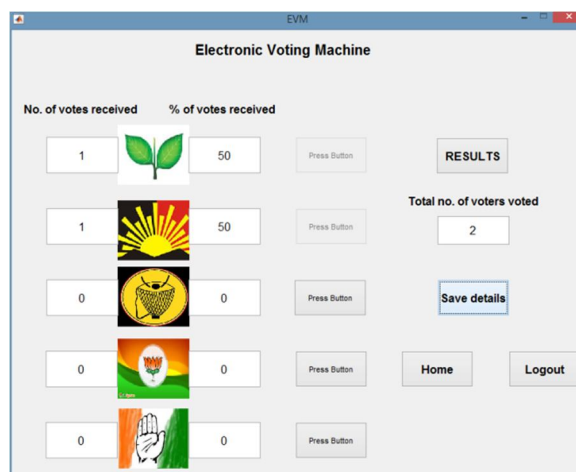 EVM
Electronic Voting Machine
No. of votes received % of votes received
1 50 Press Button RESULTS
Total no. of voters voted
1 50 Press Button 2
0 0 Press Button Save details
0 0 Press Button Home Logout
0 0 Press Button